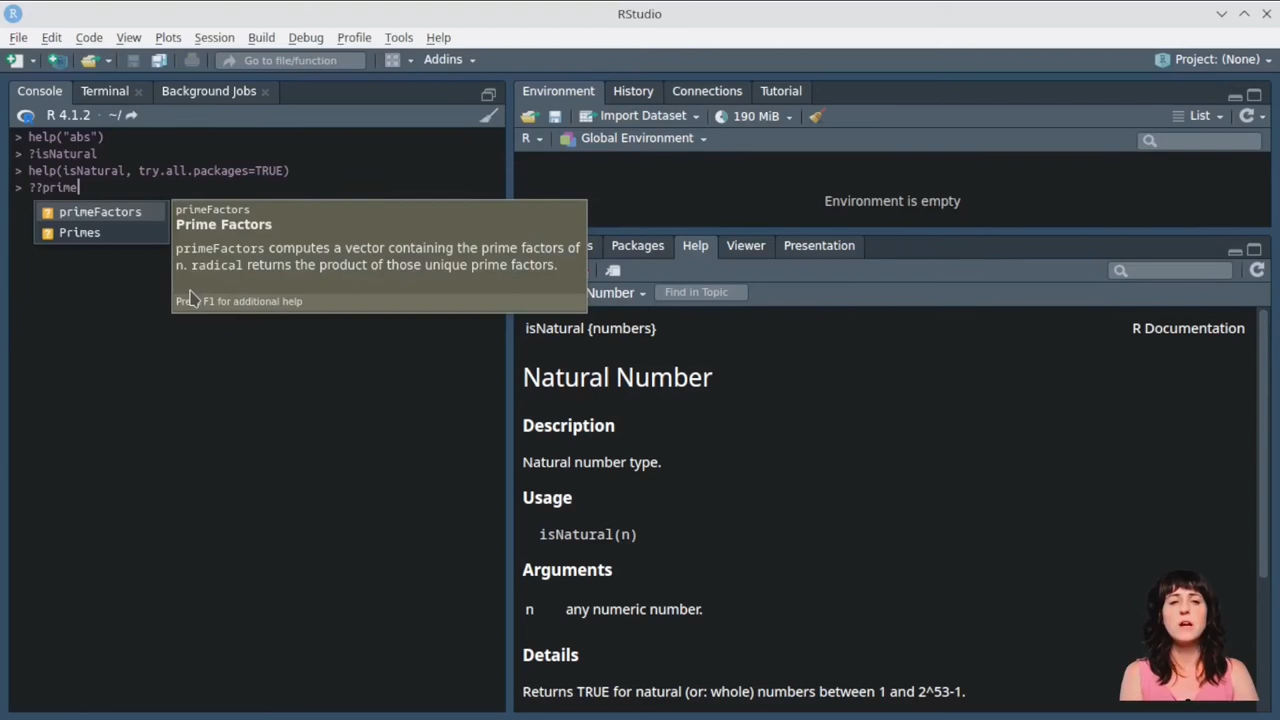 R
RStudio
File Edit Code View Plots Session Build Debug Profile Tools Help
Go to file/function
Addins
Project: (None)
Console Terminal Background Jobs
R 4.1.2 · ~/
> help("abs")
> ?isNatural
> help(isNatural, try.all.packages=TRUE)
> ??prime
primeFactors
Primes
primeFactors
Prime Factors
primeFactors computes a vector containing the prime factors of
n. radical returns the product of those unique prime factors.
F1 for additional help
Environment History Connections Tutorial
Import Dataset
190 MiB
List
R
Global Environment
Environment is empty
Packages Help Viewer Presentation
Number
Find in Topic
isNatural {numbers}
R Documentation
Natural Number
Description
Natural number type.
Usage
isNatural(n)
Arguments
n any numeric number.
Details
Returns TRUE for natural (or: whole) numbers between 1 and 2^53-1.